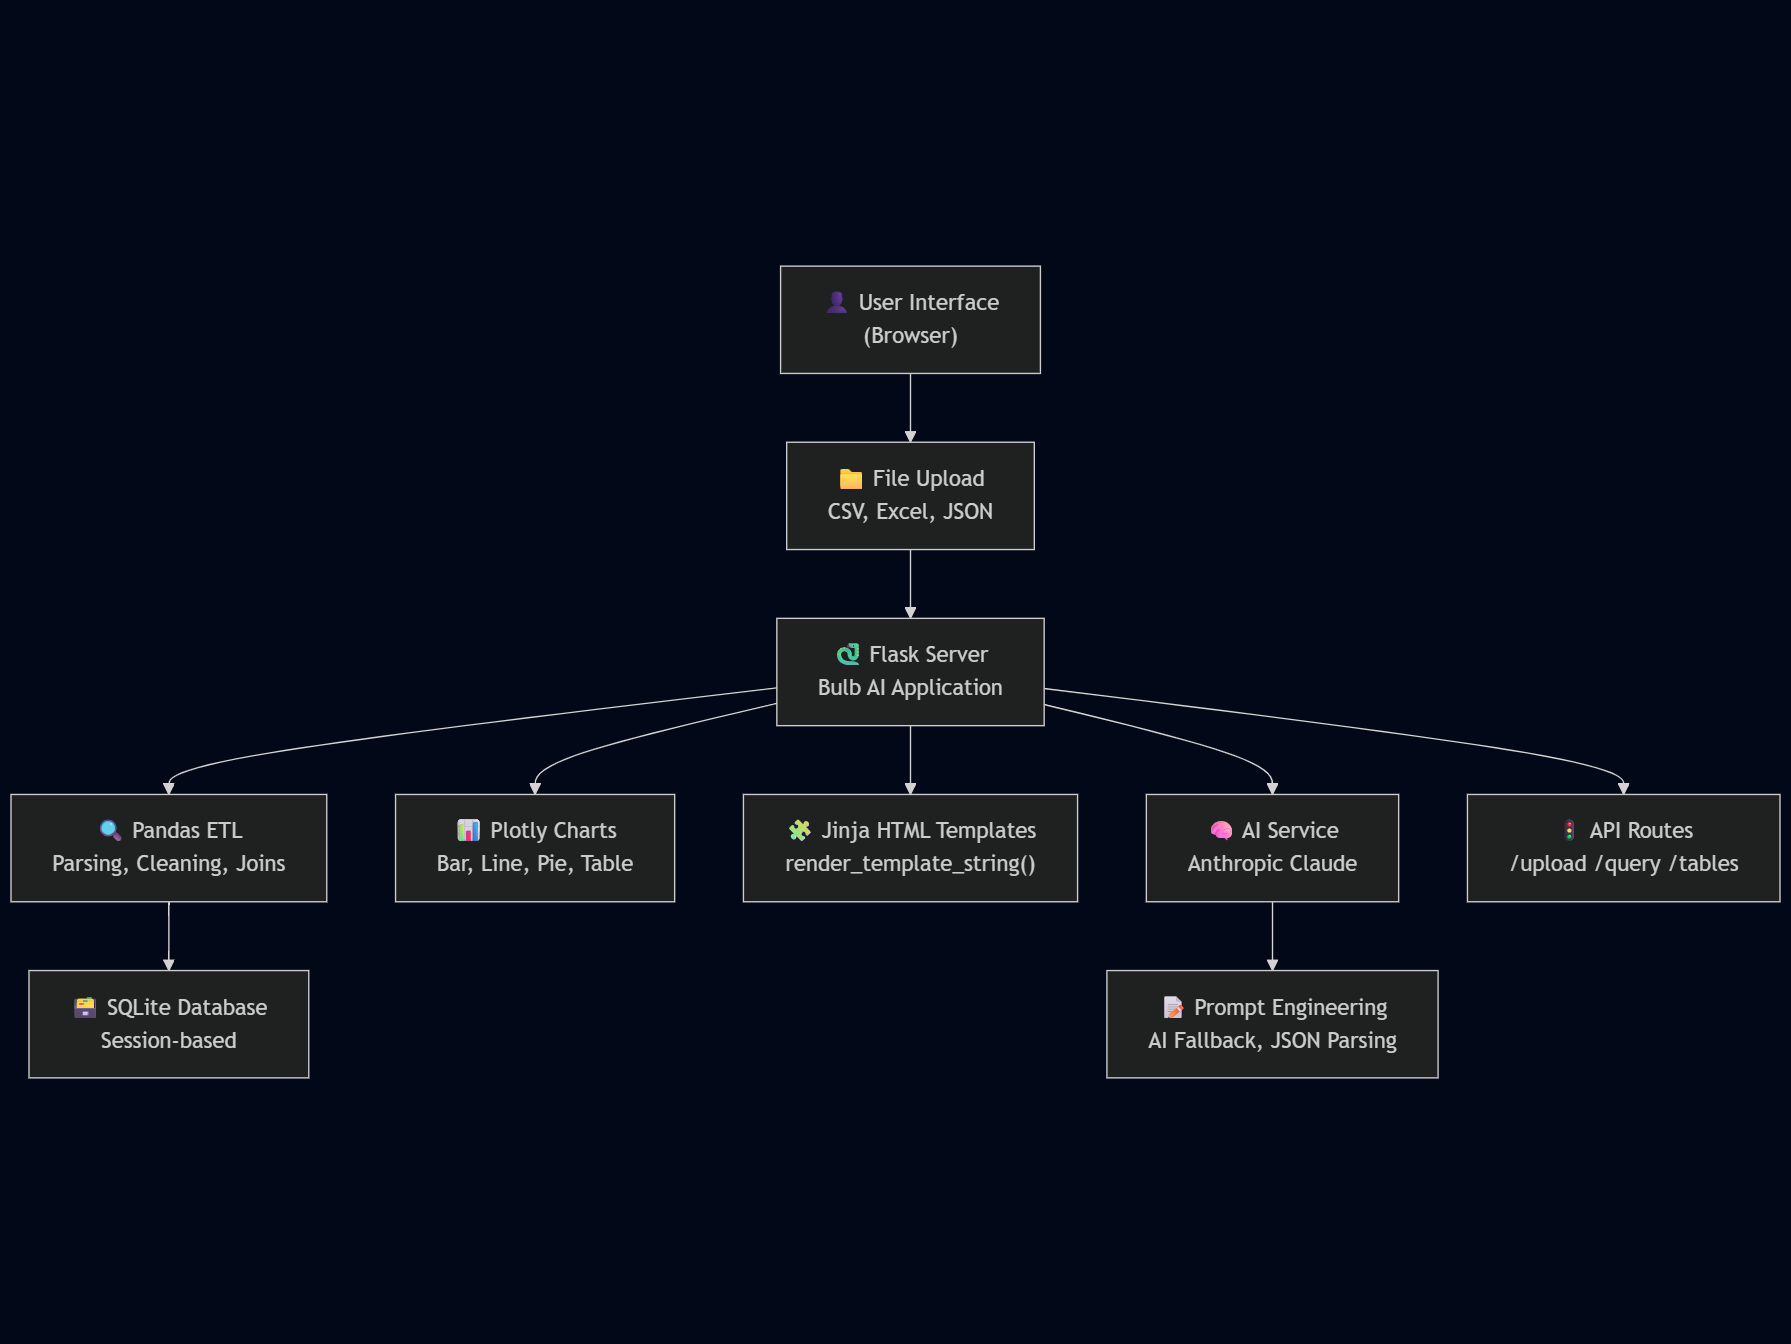 User Interface
(Browser)
File Upload
CSV, Excel, JSON
Flask Server
Bulb AI Application
Pandas ETL
Parsing, Cleaning, Joins
Plotly Charts
Bar, Line, Pie, Table
Jinja HTML Templates
render_template_string()
AI Service
Anthropic Claude
API Routes
/upload /query /tables
SQLite Database
Session-based
Prompt Engineering
AI Fallback, JSON Parsing